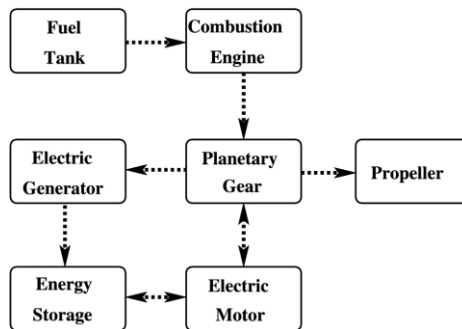 Fuel
Tank
Combustion
Engine
Electric
Generator
Planetary
Gear
Propeller
Energy
Storage
Electric
Motor